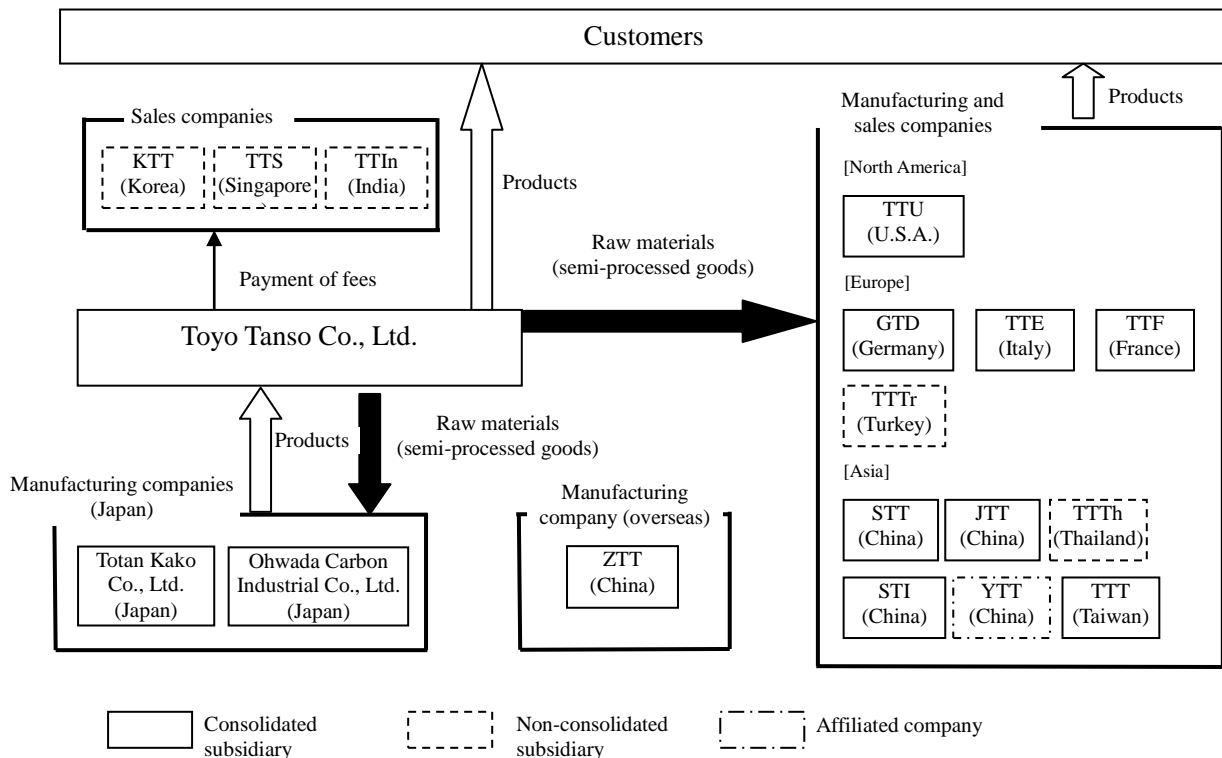 Customers
Sales companies
KTT
(Korea)
TTS
(Singapore
TTIn
(India)
Products
Manufacturing and
sales companies
Products
[North America]
TTU
(U.S.A.)
Payment of fees
Raw materials
(semi-processed goods)
[Europe]
Toyo Tanso Co., Ltd.
GTD
(Germany)
TTE
(Italy)
TTF
(France)
TTTr
(Turkey)
Products
Raw materials
(semi-processed goods)
[Asia]
Manufacturing companies
(Japan)
Manufacturing
company (overseas)
STT
(China)
JTT
(China)
TTTh
(Thailand)
Totan Kako
Co., Ltd.
(Japan)
Ohwada Carbon
Industrial Co., Ltd.
(Japan)
ZTT
(China)
STI
(China)
YTT
(China)
TTT
(Taiwan)
Consolidated
subsidiary
Non-consolidated
subsidiary
Affiliated company